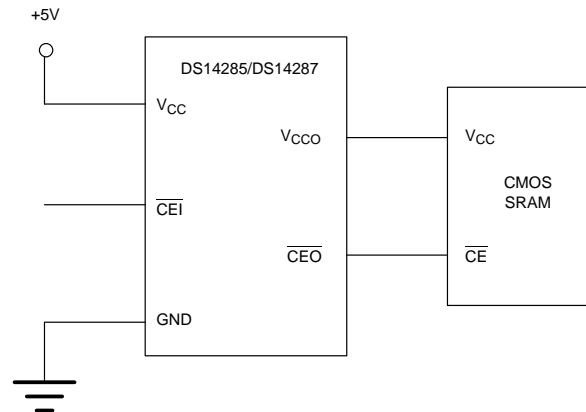 +5V
DS14285/DS14287
VCC
VCCO
VCC
CMOS
SRAM
CEI
CEO
CE
GND